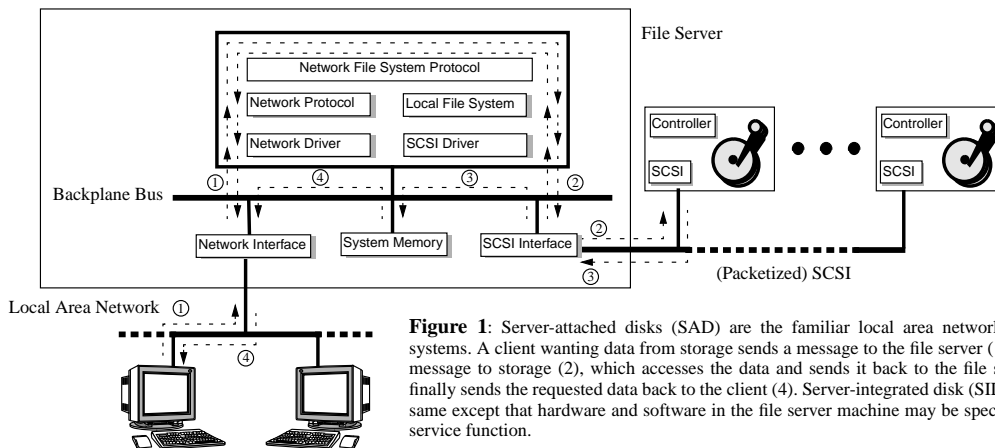 File Server
Network File System Protocol
Network Protocol
Local File System
Network Driver
SCSI Driver
Controller
SCSI
Controller
SCSI
① ④ ③ ②
Backplane Bus
Network Interface
System Memory
SCSI Interface
②
③
(Packetized) SCSI
Local Area Network
①
④
Figure 1: Server-attached disks (SAD) are the familiar local area network
systems. A client wanting data from storage sends a message to the file server (
message to storage (2), which accesses the data and sends it back to the file s
finally sends the requested data back to the client (4). Server-integrated disk (SI
same except that hardware and software in the file server machine may be spec
service function.